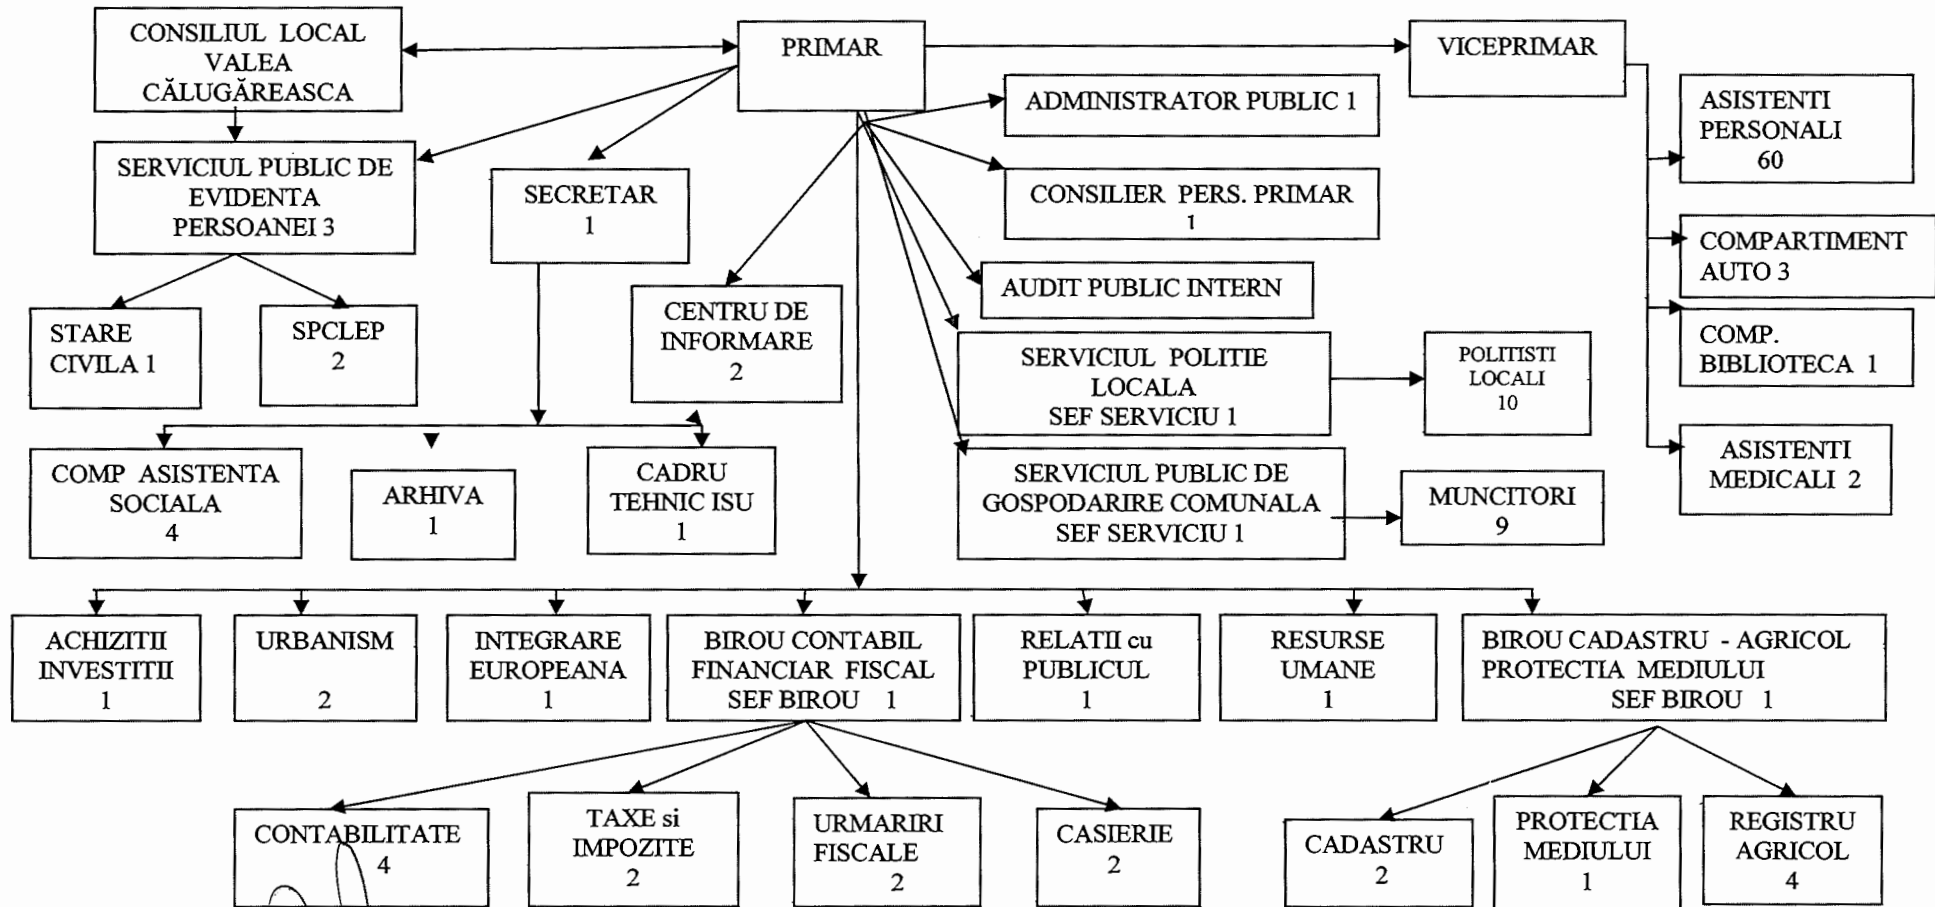 CONSILIUL LOCAL
VALEA
CĂLUGĂREASCA
PRIMAR
VICEPRIMAR
ADMINISTRATOR PUBLIC 1
ASISTENTI
PERSONALI
60
SERVICIUL PUBLIC DE
EVIDENTA
PERSOANEI 3
SECRETAR
1
CONSILIER PERS. PRIMAR
1
COMPARTIMENT
AUTO 3
AUDIT PUBLIC INTERN
STARE
CIVILA 1
SPCLEP
2
CENTRU DE
INFORMARE
2
SERVICIUL POLITIE
LOCALA
SEF SERVICIU 1
POLITISTI
LOCALI
10
COMP.
BIBLIOTECA 1
COMP ASISTENTA
SOCIALA
4
ARHIVA
1
CADRU
TEHNIC ISU
1
SERVICIUL PUBLIC DE
GOSPODARIRE COMUNALA
SEF SERVICIU 1
MUNCITORI
9
ASISTENTI
MEDICALI 2
ACHIZITII
INVESTITII
1
URBANISM
2
INTEGRARE
EUROPEANA
1
BIROU CONTABIL
FINANCIAR FISCAL
SEF BIROU 1
RELATII cu
PUBLICUL
1
RESURSE
UMANE
1
BIROU CADASTRU - AGRICOL
PROTECTIA MEDIULUI
SEF BIROU 1
CONTABILITATE
4
TAXE si
IMPOZITE
2
URMARIRI
FISCALE
2
CASIERIE
2
CADASTRU
2
PROTECTIA
MEDIULUI
1
REGISTRU
AGRICOL
4